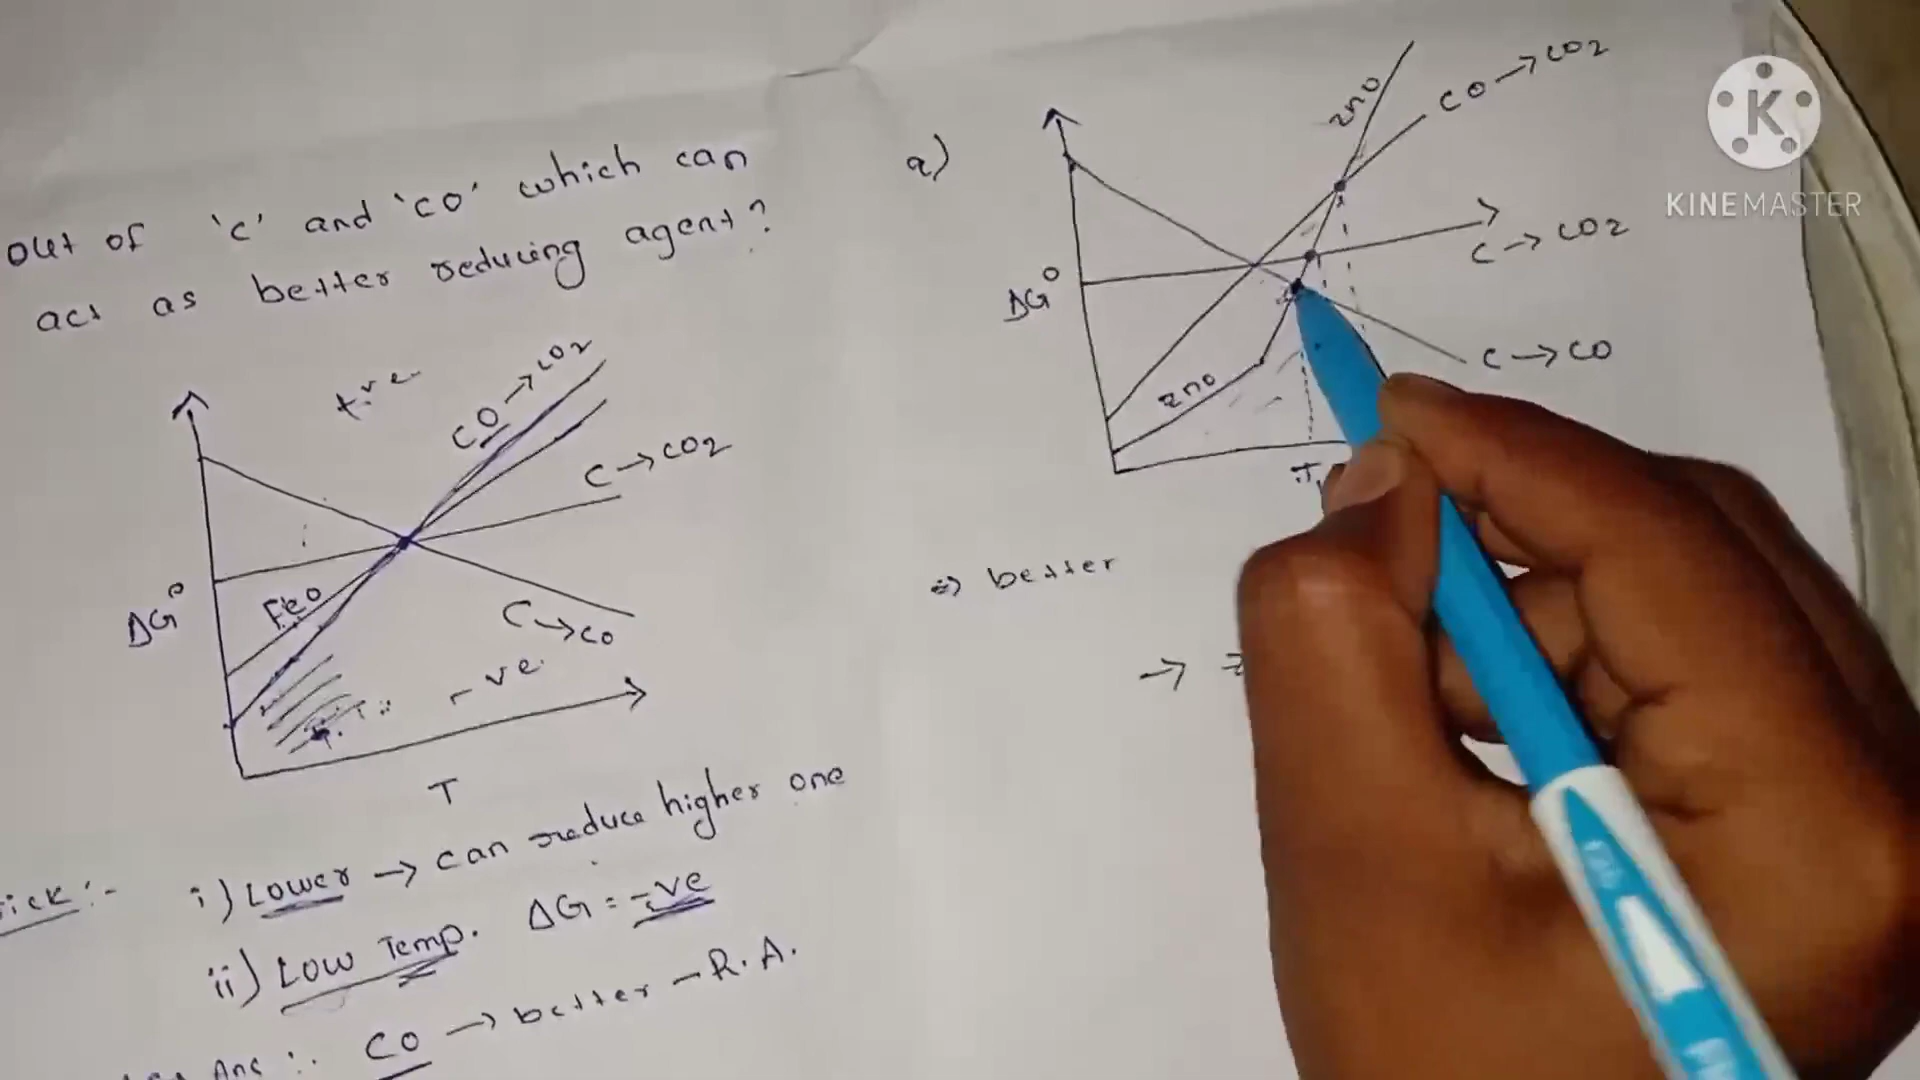 out of 'c' and 'co' which can
act as better reducing agent?
t.ve
CO → CO2
C → CO2
FeO
ΔG°
C → CO
-ve
T
i) Lower → can reduce higher one
ii) Low Temp. ΔG = -ve
Ans :. CO → better - R.A.
a)
ZnO
CO → CO2
C → CO2
ΔG°
C → CO
ZnO
T1
=> better
→
K
KINEMASTER